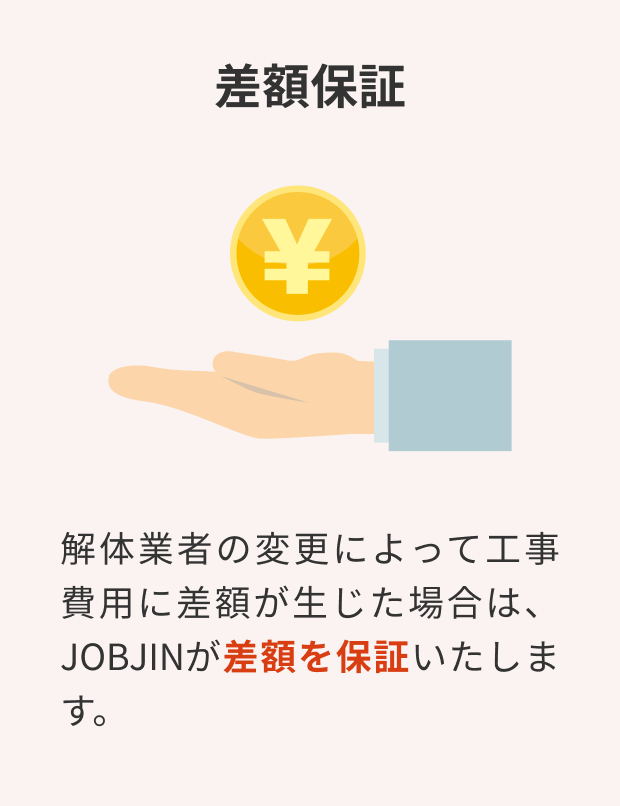 差額保証
¥
解体業者の変更によって工事
費用に差額が生じた場合は、
JOBJINが差額を保証いたしま
す。